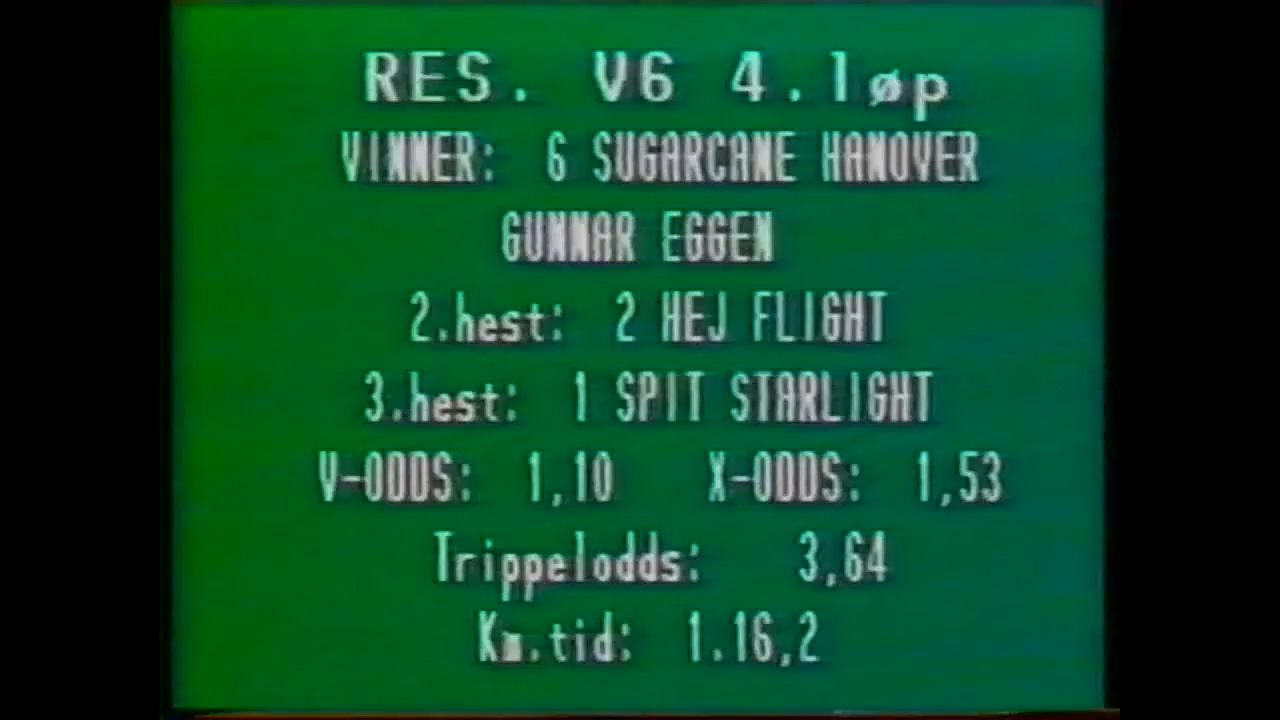 RES. V6 4.løp
VINNER: 6 SUGARCANE HANOVER
GUNNAR EGGEN
2.hest: 2 HEJ FLIGHT
3.hest: 1 SPIT STARLIGHT
V-ODDS: 1,10 X-ODDS: 1,53
Trippelodds: 3,64
Km.tid: 1.16,2